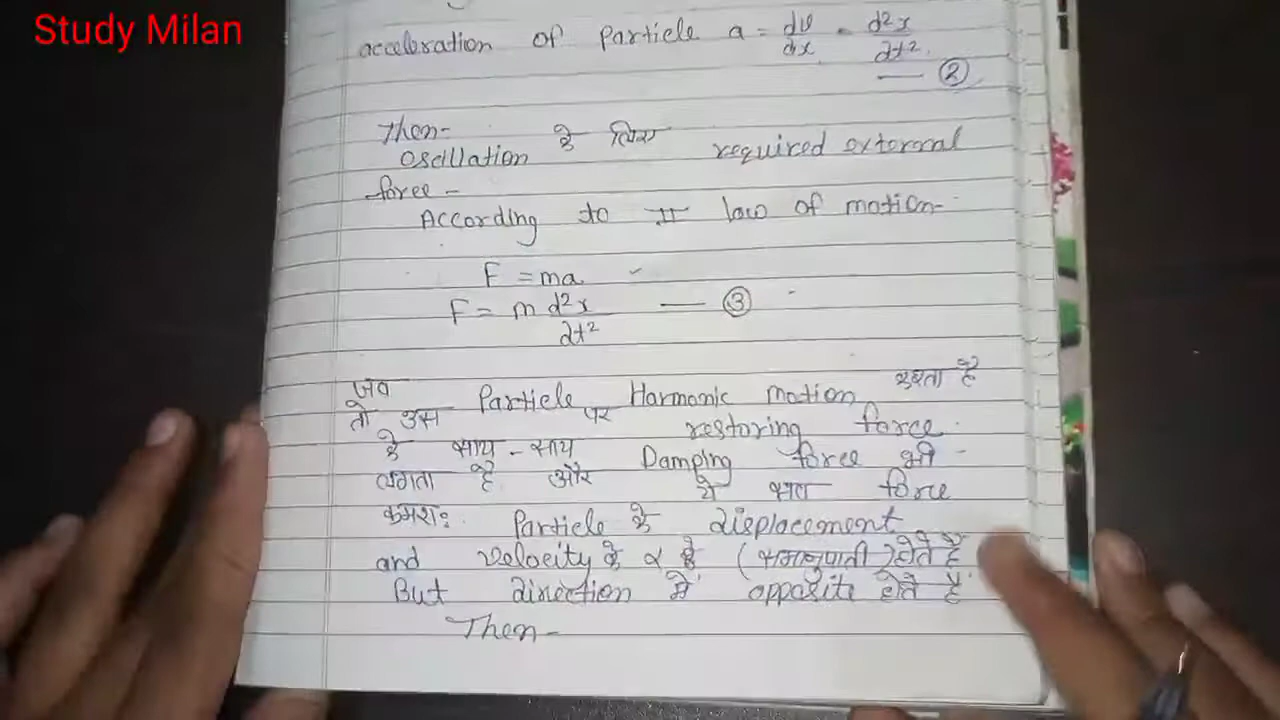 Study Milan
acceleration of Particle a = dv/dx = d²x/dt²
— ②
Then-
oscillation के लिए required external
force -
According to II law of motion-
F = ma
F = m d²x/dt² — ③
जब Particle Harmonic motion करता है
तो उस पर restoring force
के साथ - साथ Damping force भी -
लगता है और ये सब force
क्रमशः Particle के displacement
and velocity के α के (समानुपाती) होते हैं
But direction में opposite होते हैं
Then-